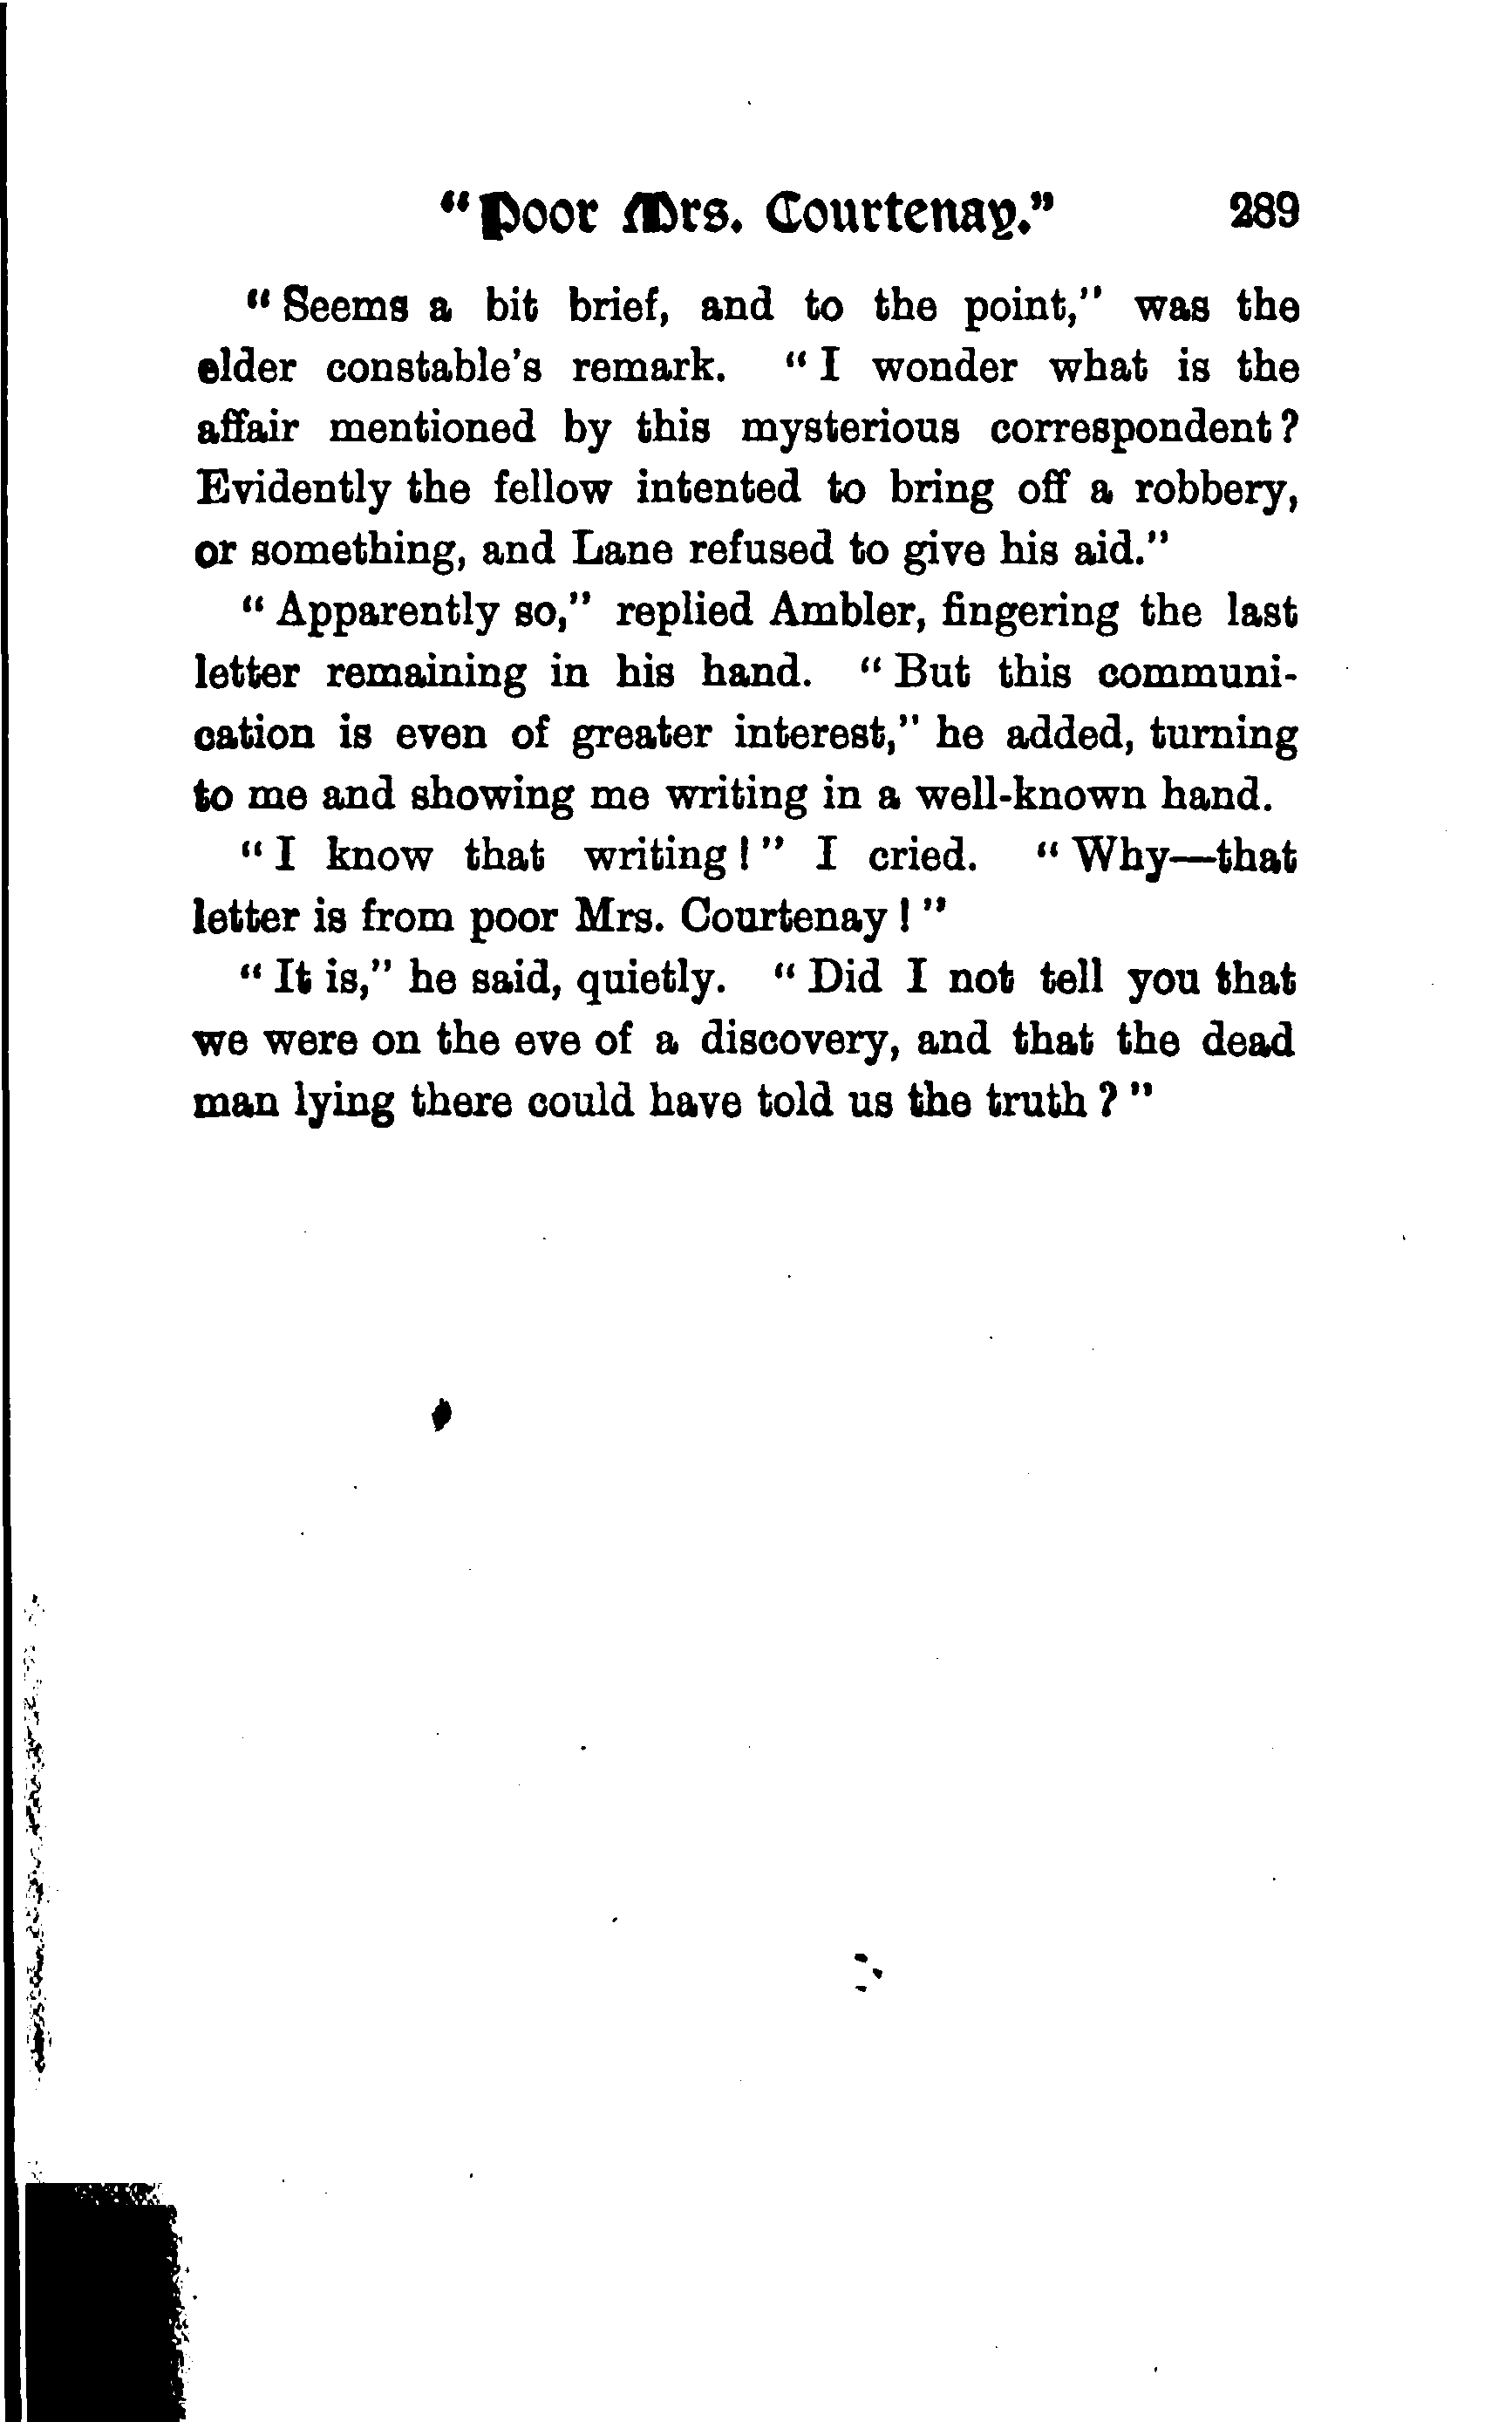 "Poor Mrs. Courtenay." 289
"Seems a bit brief, and to the point," was the
elder constable's remark. "I wonder what is the
affair mentioned by this mysterious correspondent?
Evidently the fellow intented to bring off a robbery,
or something, and Lane refused to give his aid."
"Apparently so," replied Ambler, fingering the last
letter remaining in his hand. "But this communi-
cation is even of greater interest," he added, turning
to me and showing me writing in a well-known hand.
"I know that writing!" I cried. "Why—that
letter is from poor Mrs. Courtenay!"
"It is," he said, quietly. "Did I not tell you that
we were on the eve of a discovery, and that the dead
man lying there could have told us the truth?"